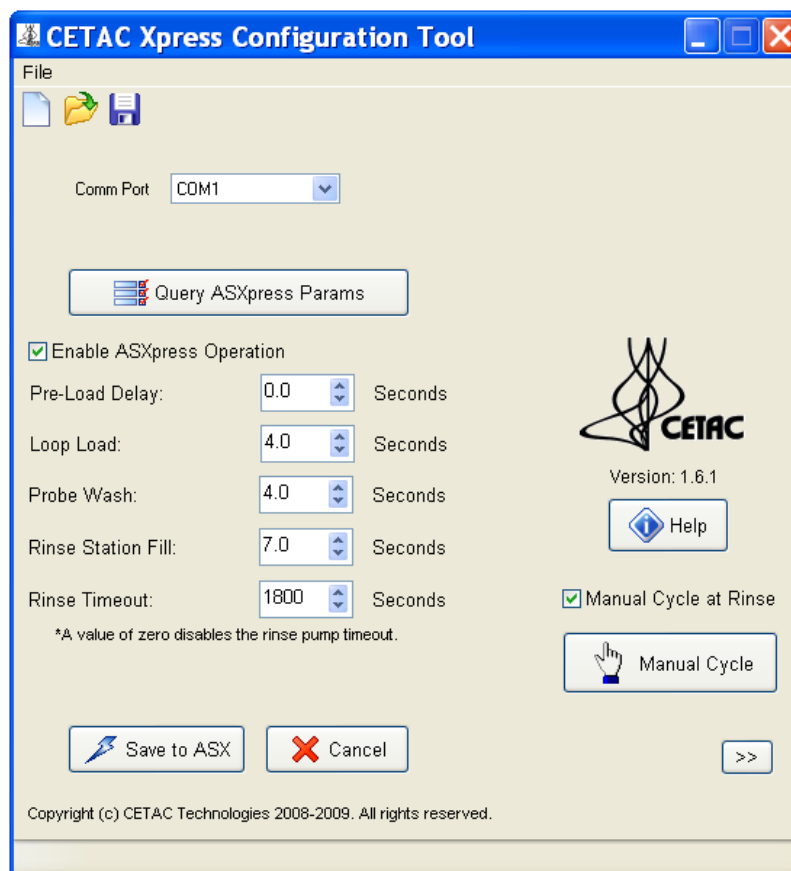 CETAC Xpress Configuration Tool
File
Comm Port COM1
Query ASXpress Params
Enable ASXpress Operation
Pre-Load Delay: 0.0 Seconds
Loop Load: 4.0 Seconds
CETAC
Probe Wash: 4.0 Seconds
Version: 1.6.1
Help
Rinse Station Fill: 7.0 Seconds
Rinse Timeout: 1800 Seconds
Manual Cycle at Rinse
*A value of zero disables the rinse pump timeout.
Manual Cycle
Save to ASX Cancel >>
Copyright (c) CETAC Technologies 2008-2009. All rights reserved.